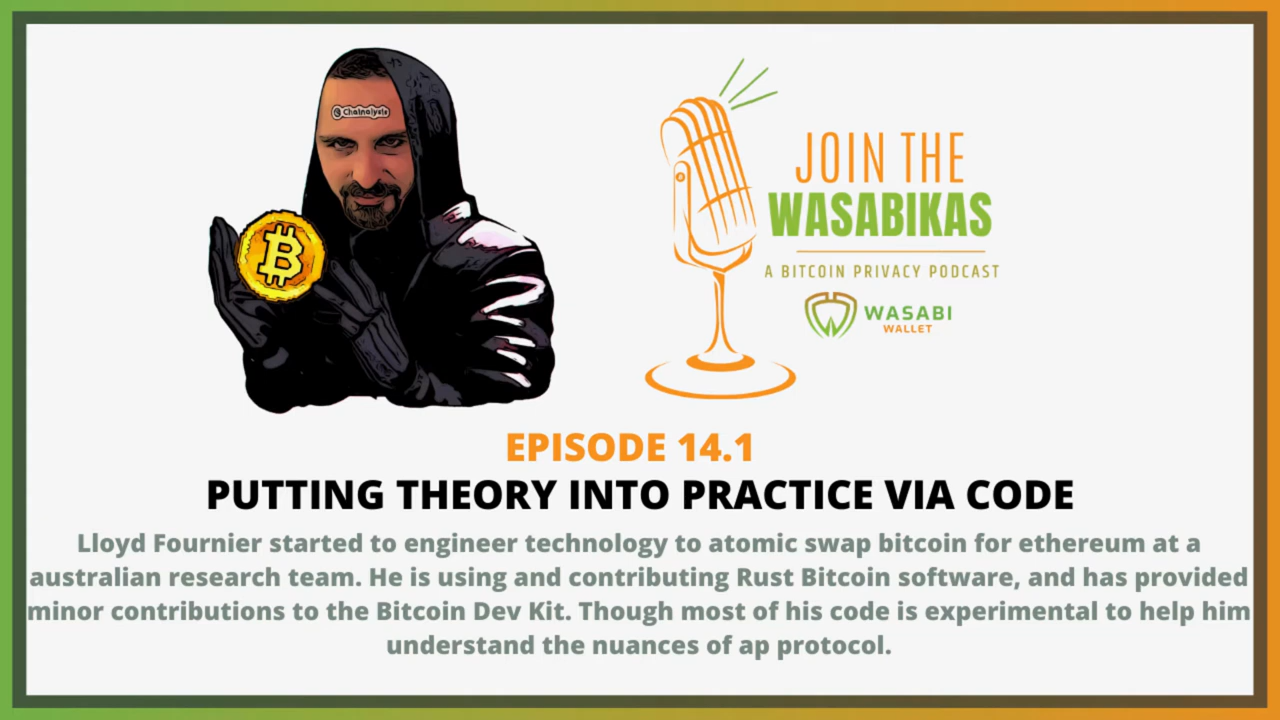 Chainalysis
JOIN THE
WASABIKAS
A BITCOIN PRIVACY PODCAST
WASABI
WALLET
EPISODE 14.1
PUTTING THEORY INTO PRACTICE VIA CODE
Lloyd Fournier started to engineer technology to atomic swap bitcoin for ethereum at a
australian research team. He is using and contributing Rust Bitcoin software, and has provided
minor contributions to the Bitcoin Dev Kit. Though most of his code is experimental to help him
understand the nuances of ap protocol.